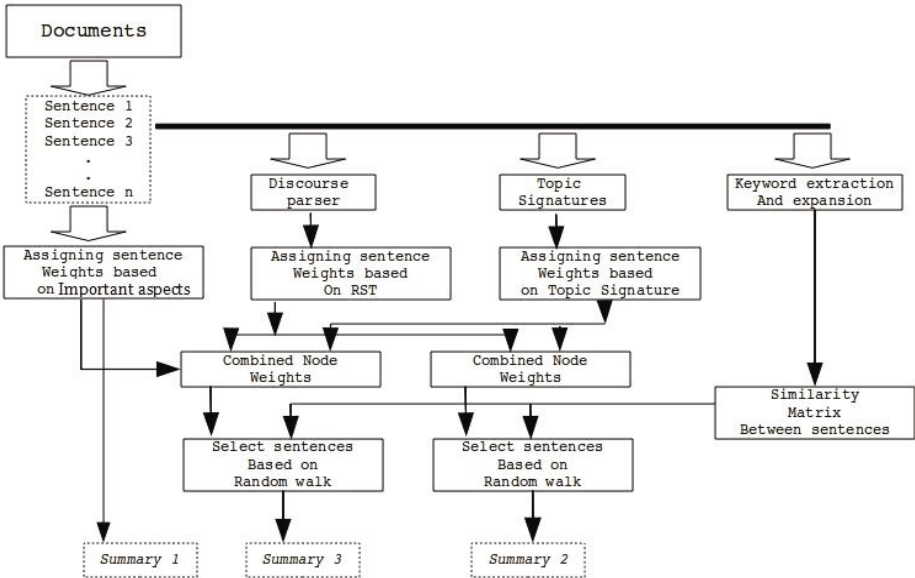 Documents
Sentence 1
Sentence 2
Sentence 3
.
.
Sentence n
Discourse
parser
Topic
Signatures
Keyword extraction
And expansion
Assigning sentence
Weights based
on Important aspects
Assigning sentence
Weights based
On RST
Assigning sentence
Weights based
on Topic Signature
Combined Node
Weights
Combined Node
Weights
Similarity
Matrix
Between sentences
Select sentences
Based on
Random walk
Select sentences
Based on
Random walk
Summary 1
Summary 3
Summary 2